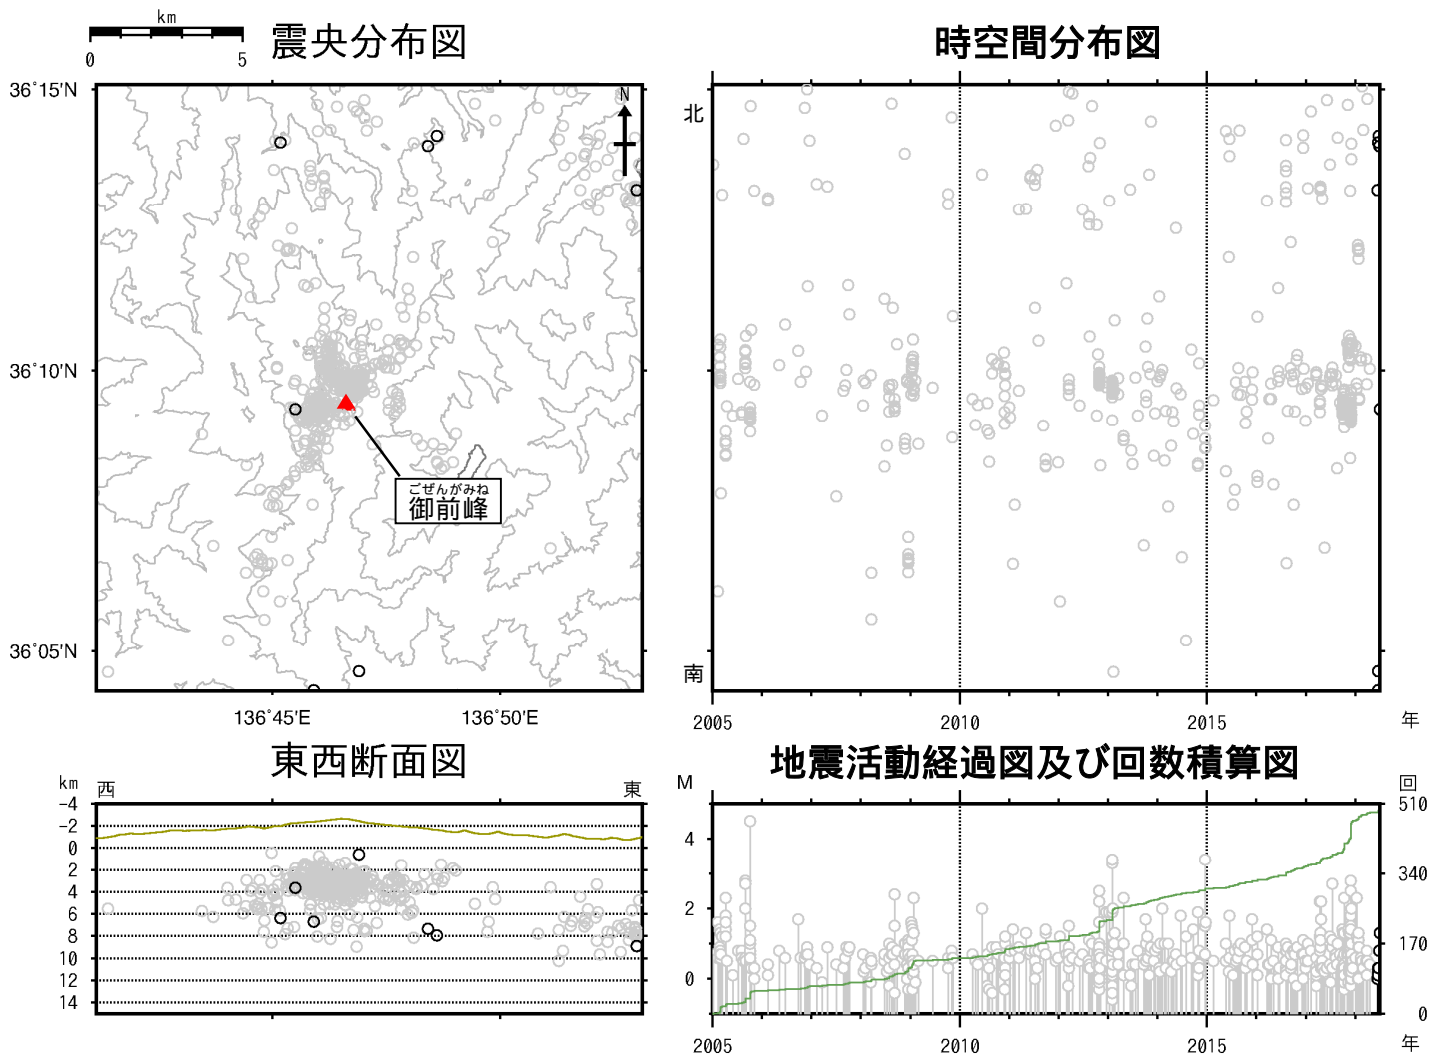 km
0 5
震央分布図
36°15'N
36°10'N
36°05'N
N
ごぜんがみね
御前峰
136°45'E 136°50'E
時空間分布図
北
南
2005 2010 2015 年
東西断面図
km 西 東
-4
-2
0
2
4
6
8
10
12
14
地震活動経過図及び回数積算図
M 回
4
2
0
510
340
170
0
2005 2010 2015 年